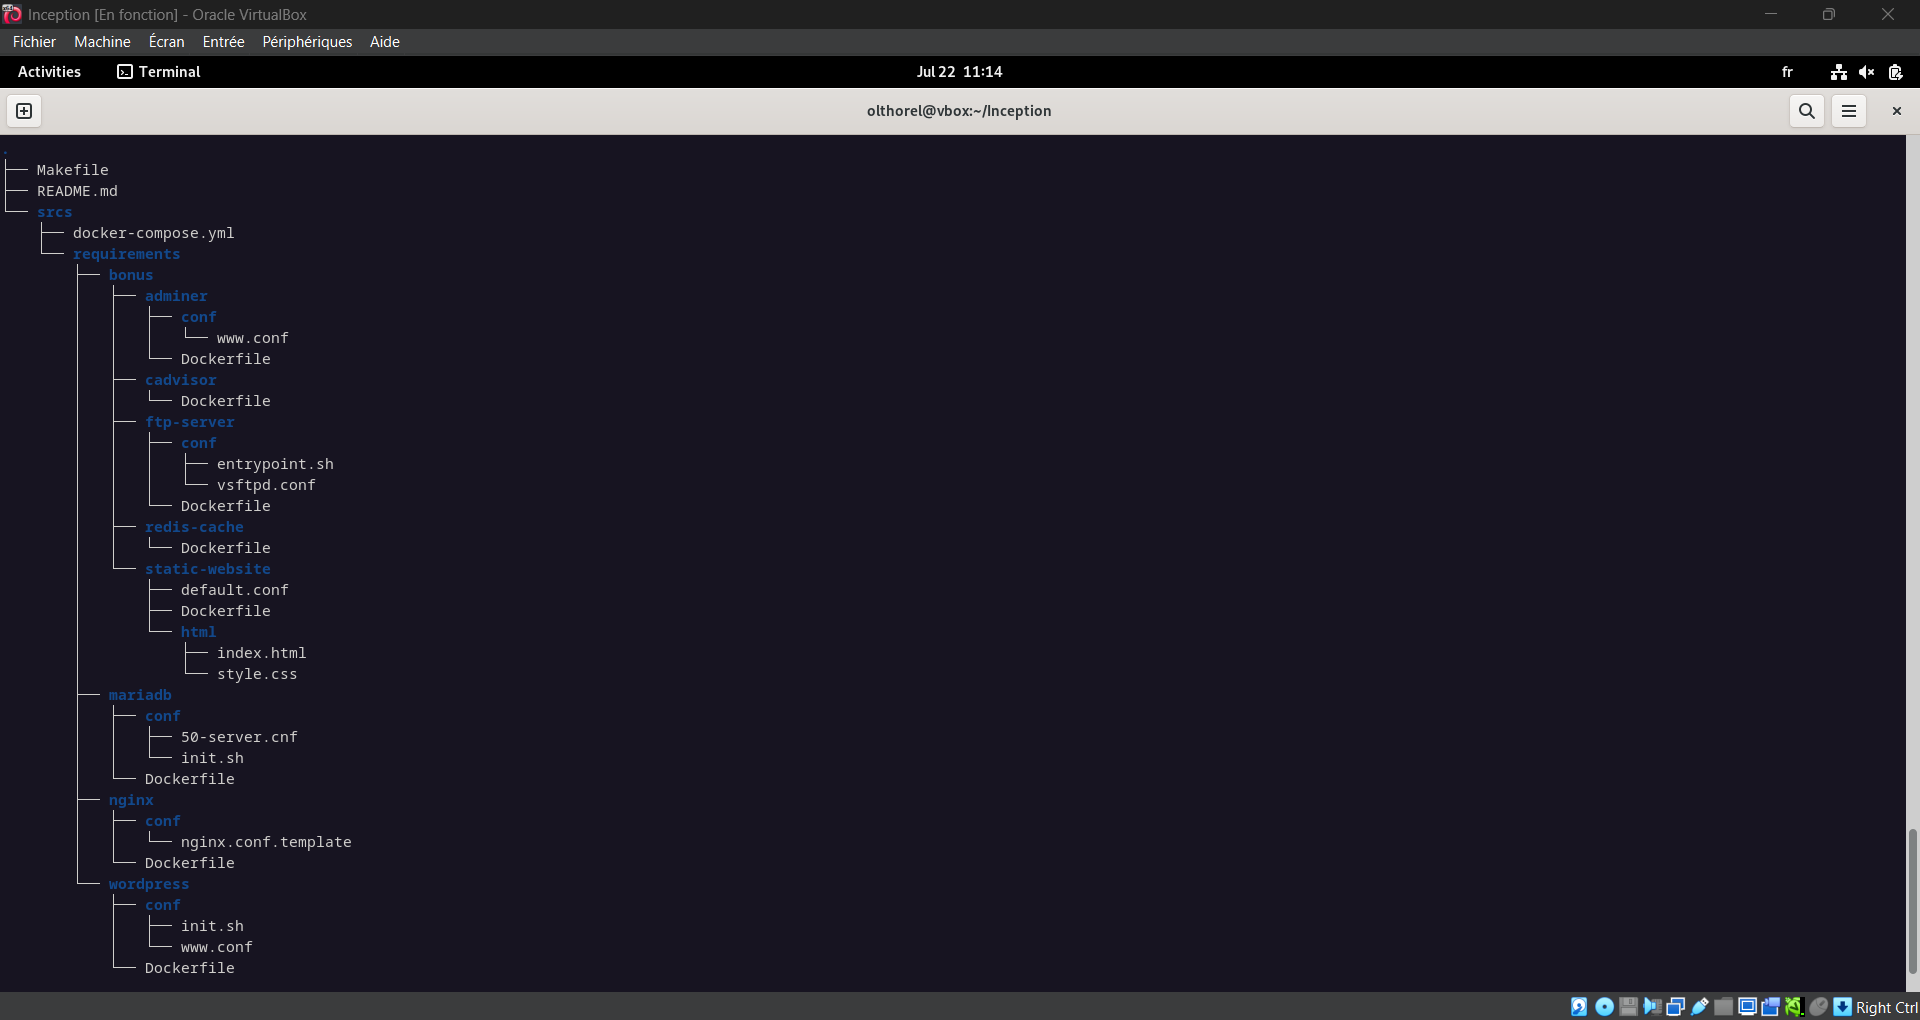 Inception [En fonction] - Oracle VirtualBox
Fichier Machine Écran Entrée Périphériques Aide
Activities Terminal Jul 22 11:14 fr
olthorel@vbox:~/Inception
.
├── Makefile
├── README.md
└── srcs
    ├── docker-compose.yml
    └── requirements
        ├── bonus
        │   ├── adminer
        │   │   ├── conf
        │   │   │   └── www.conf
        │   │   └── Dockerfile
        │   ├── cadvisor
        │   │   └── Dockerfile
        │   ├── ftp-server
        │   │   ├── conf
        │   │   │   ├── entrypoint.sh
        │   │   │   └── vsftpd.conf
        │   │   └── Dockerfile
        │   ├── redis-cache
        │   │   └── Dockerfile
        │   └── static-website
        │       ├── default.conf
        │       ├── Dockerfile
        │       └── html
        │           ├── index.html
        │           └── style.css
        ├── mariadb
        │   ├── conf
        │   │   ├── 50-server.cnf
        │   │   └── init.sh
        │   └── Dockerfile
        ├── nginx
        │   ├── conf
        │   │   └── nginx.conf.template
        │   └── Dockerfile
        └── wordpress
            ├── conf
            │   ├── init.sh
            │   └── www.conf
            └── Dockerfile
Right Ctrl